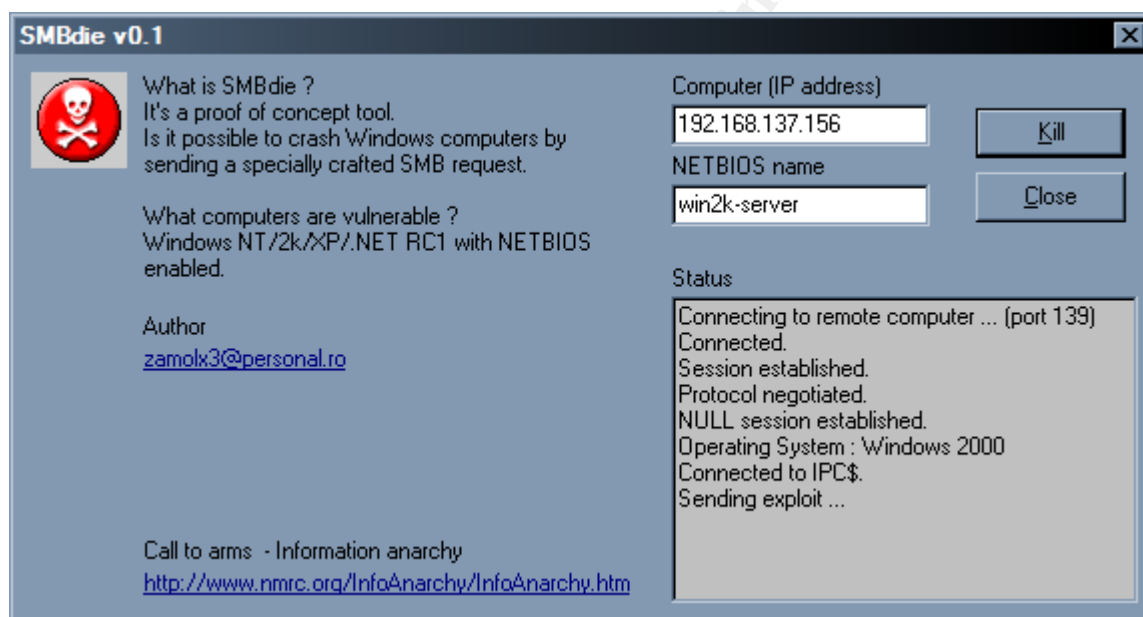 SMBdie v0.1
What is SMBdie ?
It's a proof of concept tool.
Is it possible to crash Windows computers by
sending a specially crafted SMB request.
What computers are vulnerable ?
Windows NT/2k/XP/.NET RC1 with NETBIOS
enabled.
Author
zamolx3@personal.ro
Call to arms - Information anarchy
http://www.nmrc.org/InfoAnarchy/InfoAnarchy.htm
Computer (IP address)
192.168.137.156
Kill
NETBIOS name
win2k-server
Close
Status
Connecting to remote computer ... (port 139)
Connected.
Session established.
Protocol negotiated.
NULL session established.
Operating System : Windows 2000
Connected to IPC$.
Sending exploit ...